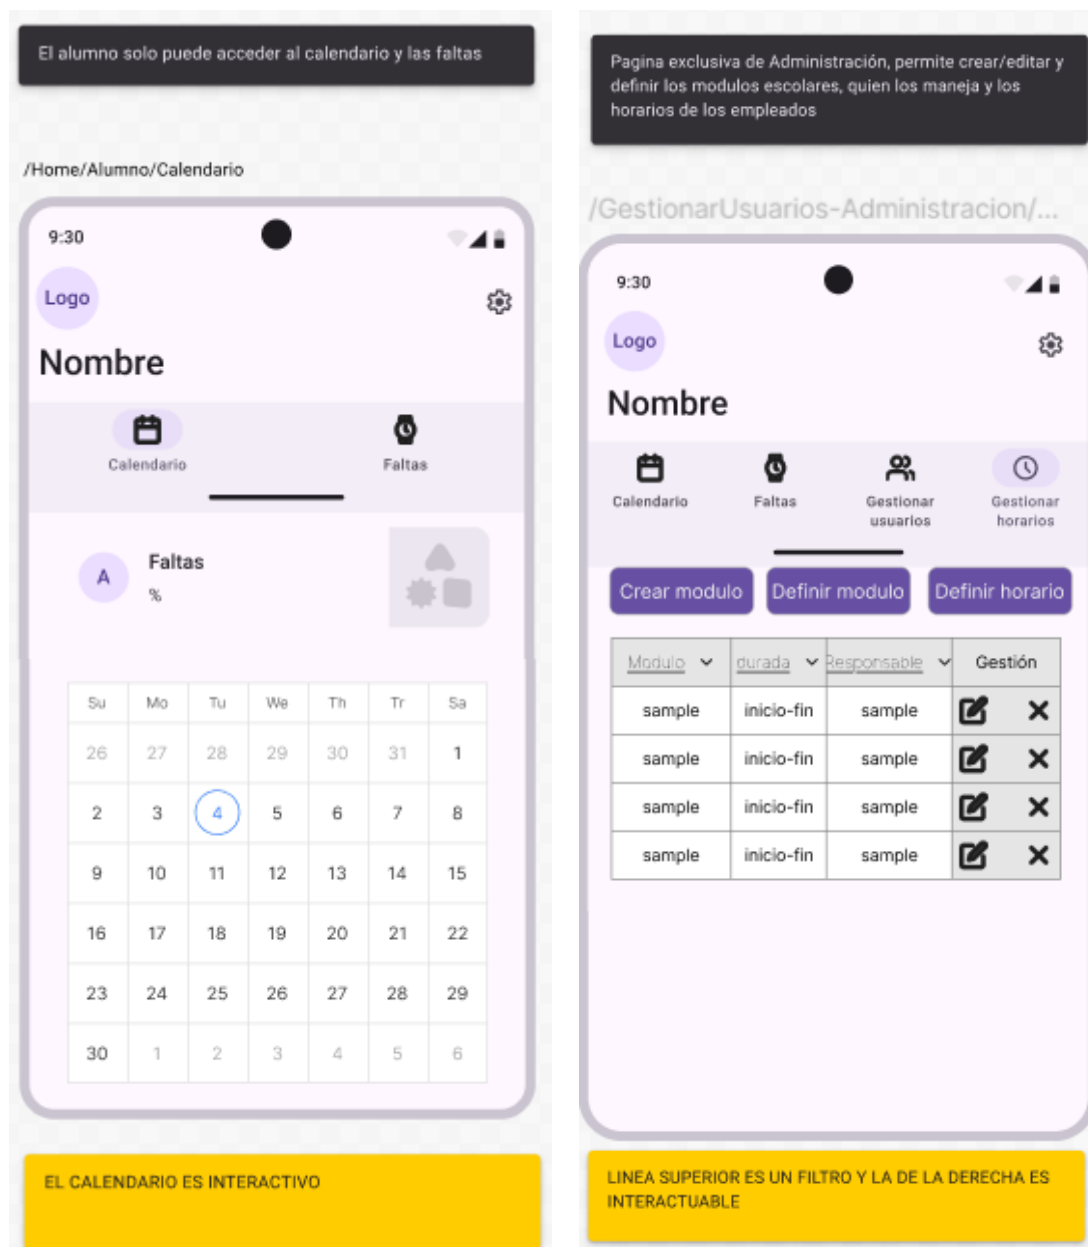 El alumno solo puede acceder al calendario y las faltas
/Home/Alumno/Calendario
9:30
Logo
Nombre
Calendario Faltas
A Faltas
%
Su Mo Tu We Th Tr Sa
26 27 28 29 30 31 1
2 3 4 5 6 7 8
9 10 11 12 13 14 15
16 17 18 19 20 21 22
23 24 25 26 27 28 29
30 1 2 3 4 5 6
EL CALENDARIO ES INTERACTIVO
Pagina exclusiva de Administración, permite crear/editar y
definir los modulos escolares, quien los maneja y los
horarios de los empleados
/GestionarUsuarios-Administracion/...
9:30
Logo
Nombre
Calendario Faltas Gestionar usuarios Gestionar horarios
Crear modulo Definir modulo Definir horario
Modulo durada Responsable Gestión
sample inicio-fin sample
sample inicio-fin sample
sample inicio-fin sample
sample inicio-fin sample
LINEA SUPERIOR ES UN FILTRO Y LA DE LA DERECHA ES
INTERACTUABLE